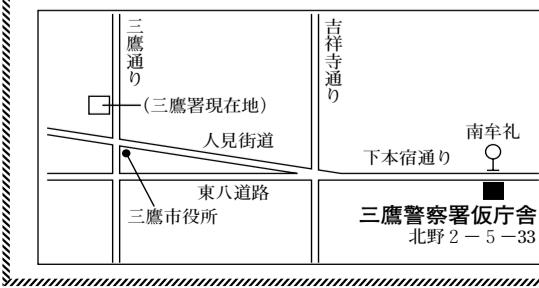 三鷹通り
吉祥寺通り
(三鷹署現在地)
人見街道
南牟礼
下本宿通り
東八道路
三鷹市役所
三鷹警察署仮庁舎
北野2－5－33